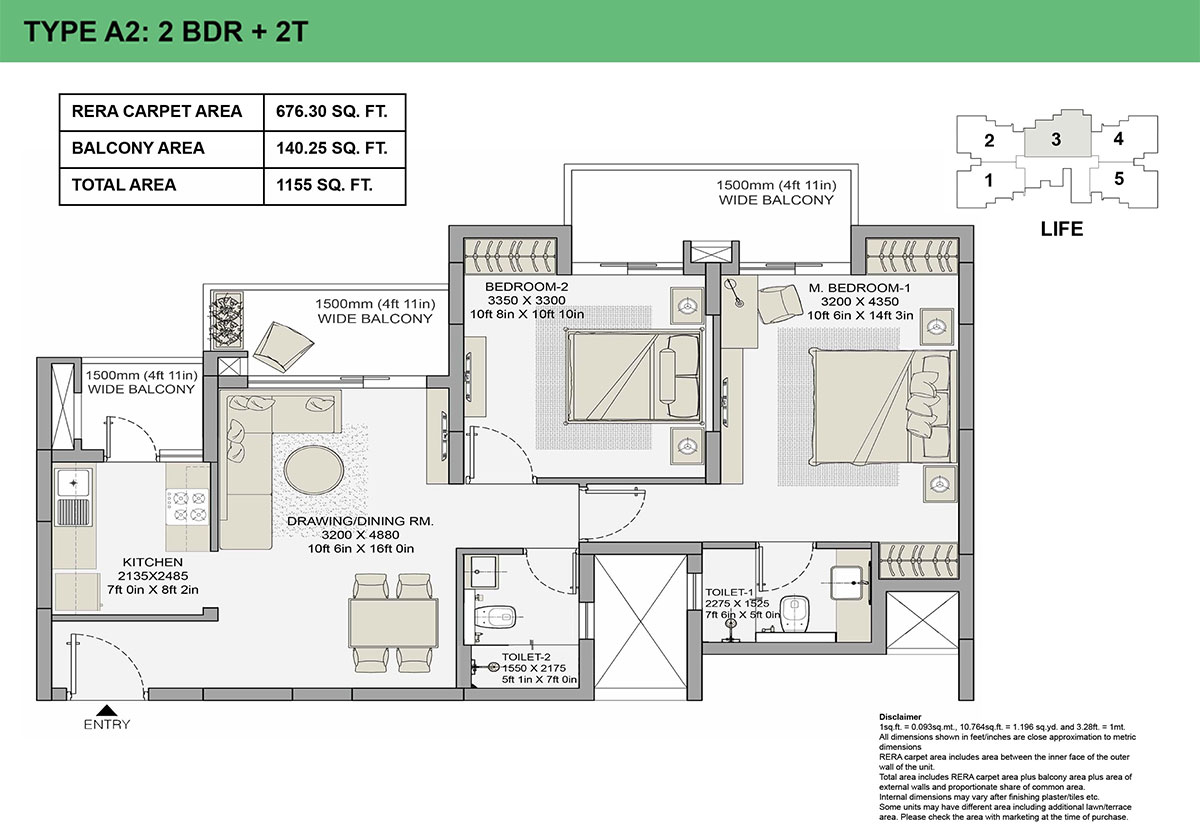 TYPE A2: 2 BDR + 2T
RERA CARPET AREA 676.30 SQ. FT.
BALCONY AREA 140.25 SQ. FT.
TOTAL AREA 1155 SQ. FT.
2 3 4
1 5
LIFE
1500mm (4ft 11in)
WIDE BALCONY
1500mm (4ft 11in)
WIDE BALCONY
1500mm (4ft 11in)
WIDE BALCONY
BEDROOM-2
3350 X 3300
10ft 8in X 10ft 10in
M. BEDROOM-1
3200 X 4350
10ft 6in X 14ft 3in
DRAWING/DINING RM.
3200 X 4880
10ft 6in X 16ft 0in
KITCHEN
2135X2485
7ft 0in X 8ft 2in
TOILET-1
2275 X 1525
7ft 6in X 5ft 0in
TOILET-2
1550 X 2175
5ft 1in X 7ft 0in
ENTRY
Disclaimer
1sq.ft. = 0.093sq.mt., 10.764sq.ft. = 1.196 sq.yd. and 3.28ft. = 1mt.
All dimensions shown in feet/inches are close approximation to metric
dimensions
RERA carpet area includes area between the inner face of the outer
wall of the unit.
Total area includes RERA carpet area plus balcony area plus area of
external walls and proportionate share of common area.
Internal dimensions may vary after finishing plaster/tiles etc.
Some units may have different area including additional lawn/terrace
area. Please check the area with marketing at the time of purchase.